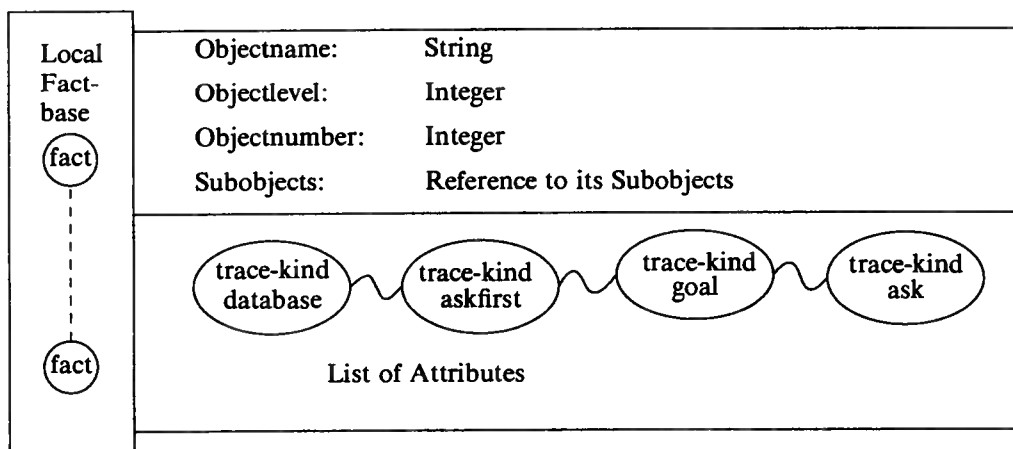 Local
Fact-
base
fact
fact
Objectname: String
Objectlevel: Integer
Objectnumber: Integer
Subobjects: Reference to its Subobjects
trace-kind
database
trace-kind
askfirst
trace-kind
goal
trace-kind
ask
List of Attributes